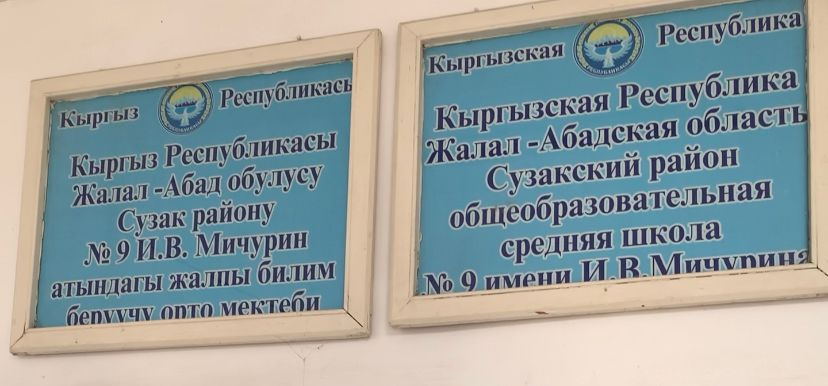 Кыргыз Республикасы
Кыргыз Республикасы
Жалал -Абад обулусу
Сузак району
№ 9 И.В. Мичурин
атындагы жалпы билим
берүүчү орто мектеби
Кыргызская Республика
Кыргызская Республика
Жалал -Абадская область
Сузакский район
общеобразовательная
средняя школа
№ 9 имени И.В.Мичурина